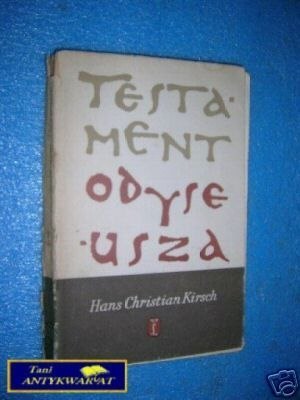 TESTA·
·MENT
ODYSE
·USZA
Hans Christian Kirsch
Tani
ANTYKWARIAT